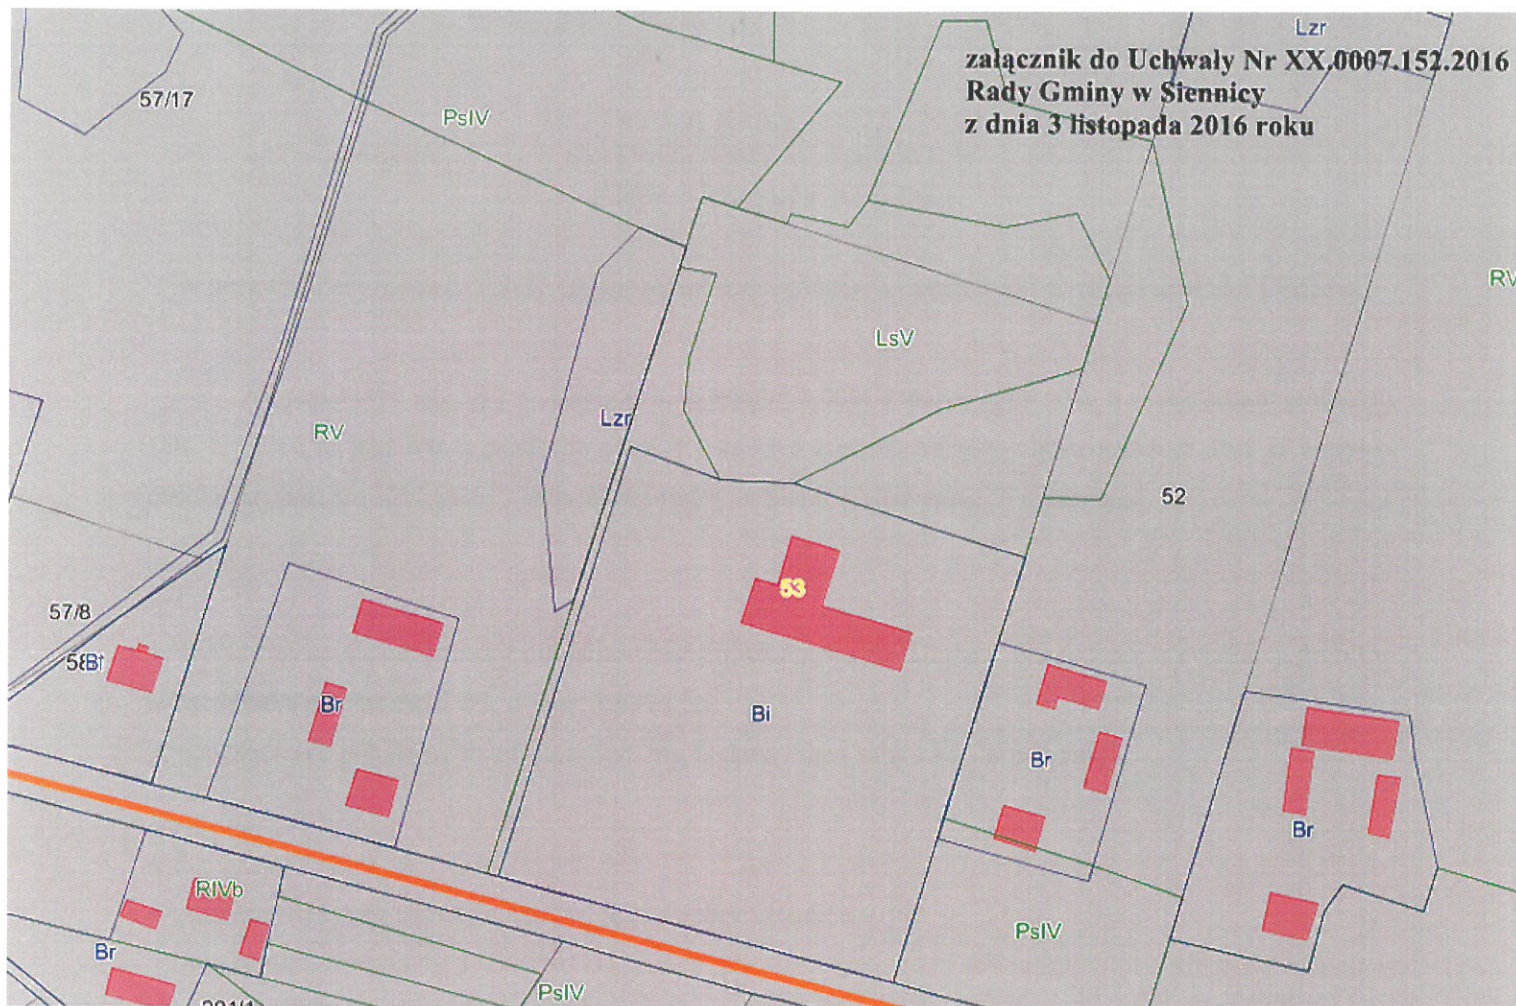 Lzr
załącznik do Uchwały Nr XX.0007.152.2016
Rady Gminy w Siennicy
z dnia 3 listopada 2016 roku
57/17
PsIV
RV
LsV
Lzr
RV
52
53
57/8
Br
Bi
Br
Br
RIVb
PsIV
Br
PsIV